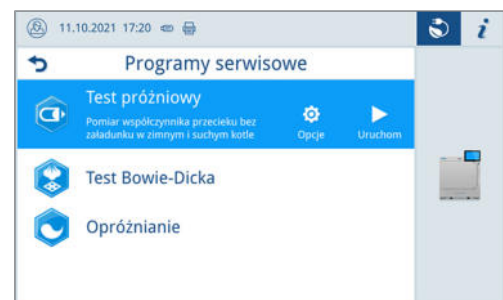 11.10.2021 17:20
i
Programy serwisowe
Test próżniowy
Pomiar współczynnika przecieku bez
załadunku w zimnym i suchym kotle
Opcje
Uruchom
Test Bowie-Dicka
Opróżnianie